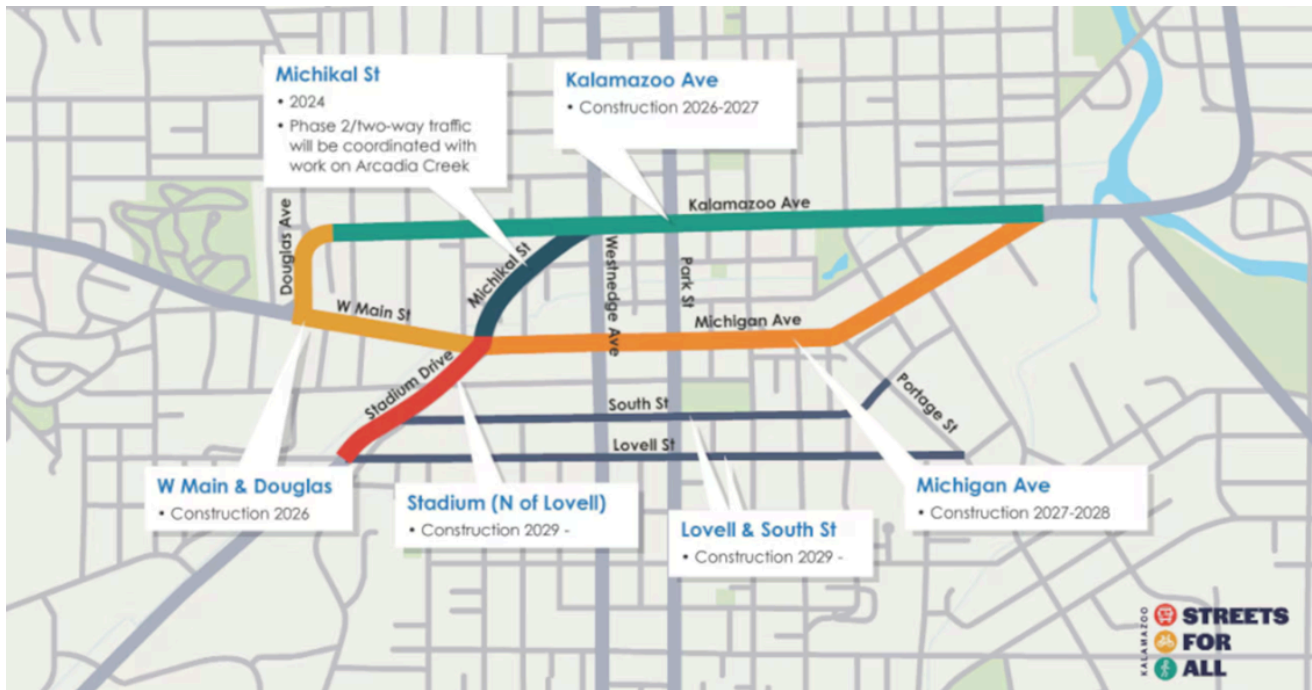 Michikal St
• 2024
• Phase 2/two-way traffic
will be coordinated with
work on Arcadia Creek
Kalamazoo Ave
• Construction 2026-2027
Kalamazoo Ave
Douglas Ave
Michikal St
Westnedge Ave
Park St
W Main St
Michigan Ave
Stadium Drive
Portage St
South St
Lovell St
W Main & Douglas
• Construction 2026
Stadium (N of Lovell)
• Construction 2029 -
Lovell & South St
• Construction 2029 -
Michigan Ave
• Construction 2027-2028
KALAMAZOO
STREETS
FOR
ALL